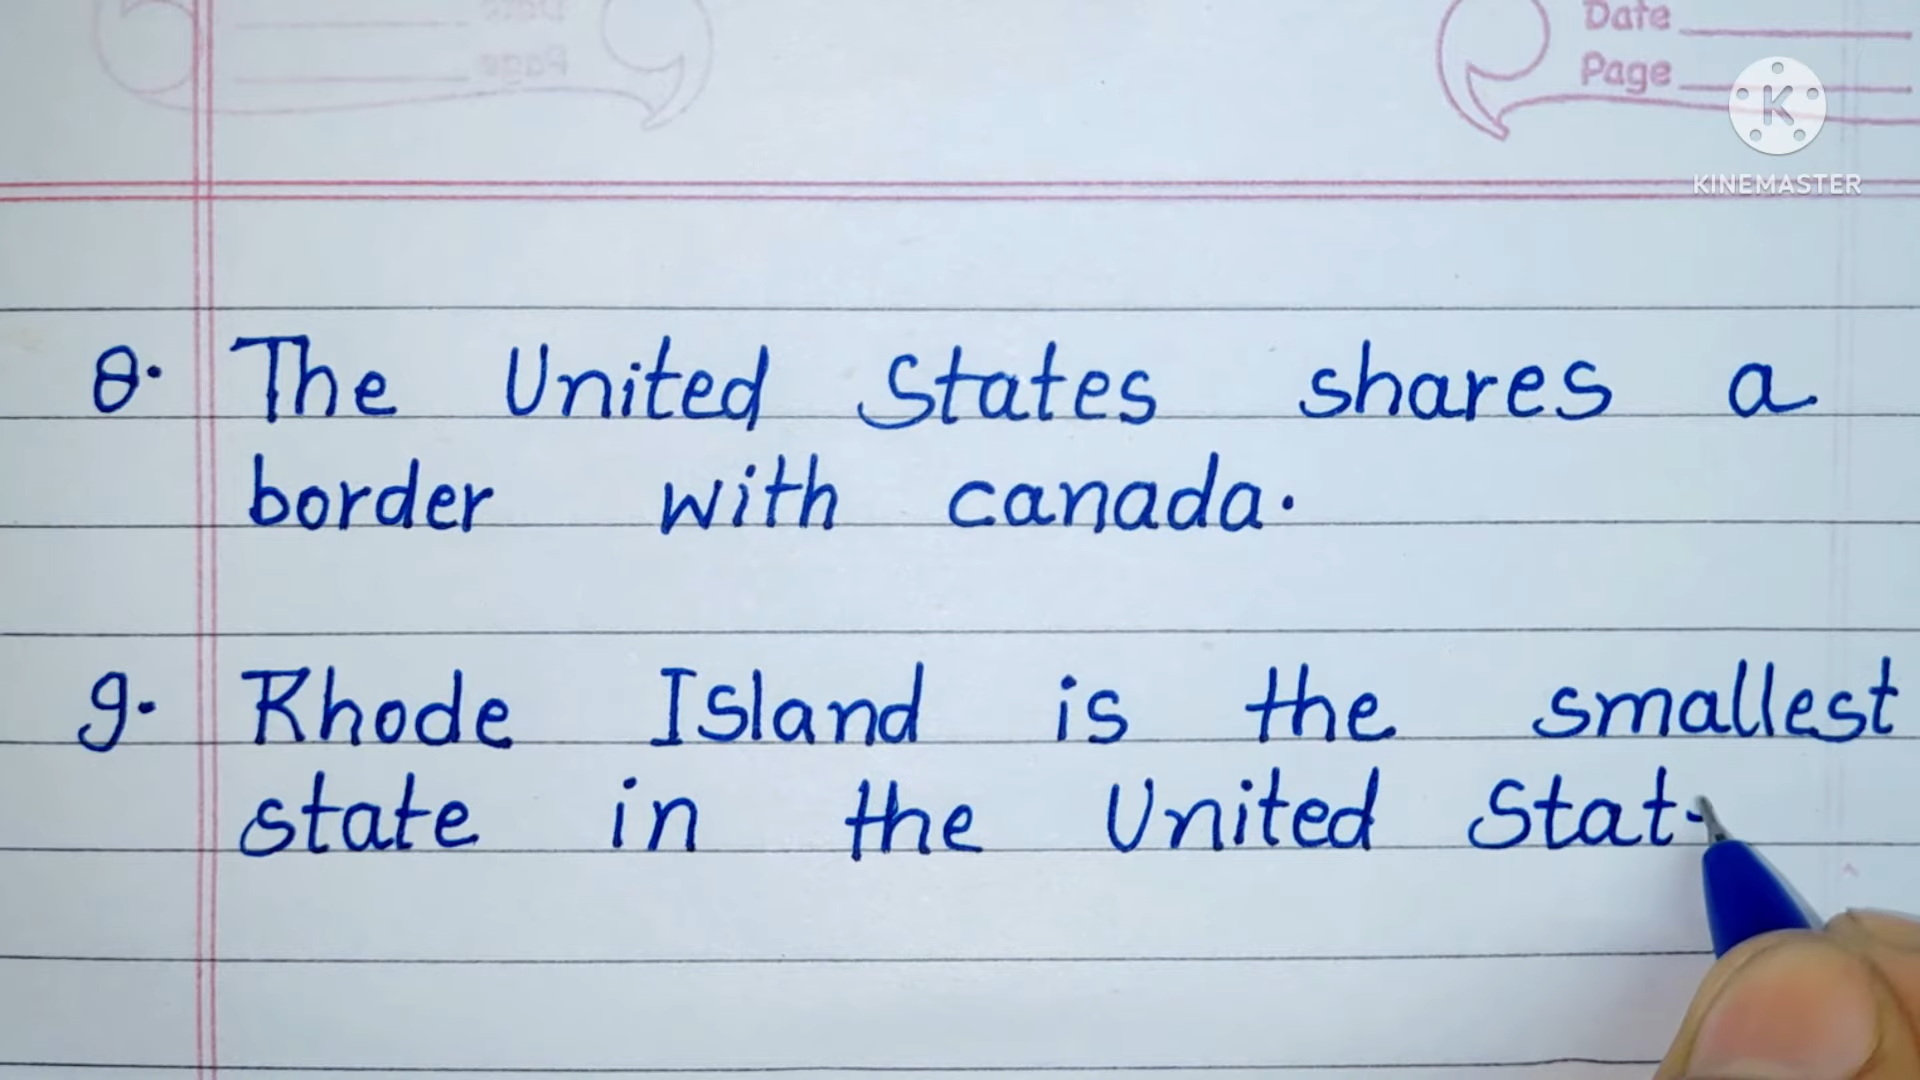 Date
Page
KINEMASTER
8. The United States shares a
border with canada.
9. Rhode Island is the smallest
state in the United Stat